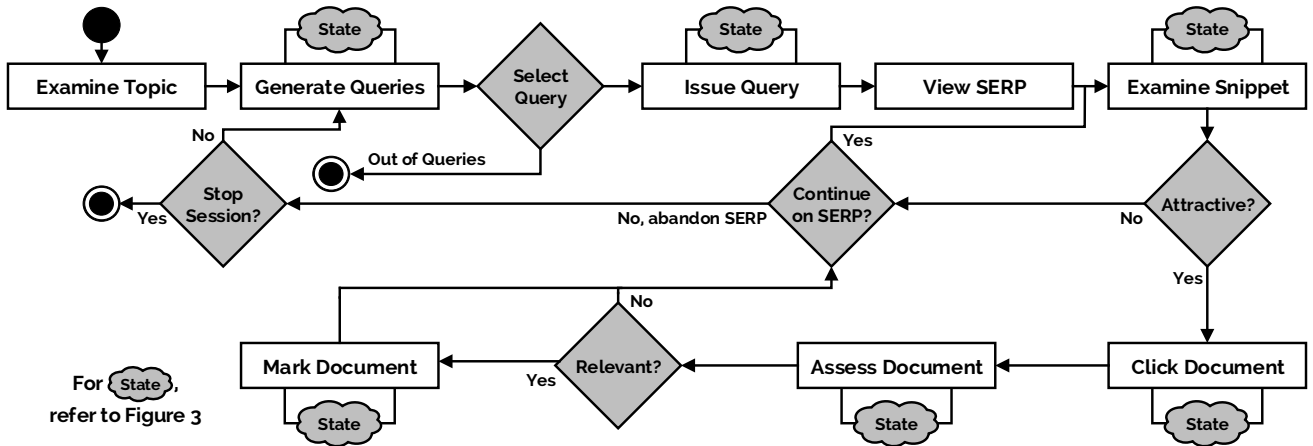 State
State
State
Examine Topic
Generate Queries
Select
Query
Issue Query
View SERP
Examine Snippet
No
Out of Queries
Yes
Stop
Session?
Yes
Continue
on SERP?
No, abandon SERP
Attractive?
No
Yes
No
Mark Document
Relevant?
Yes
Assess Document
Click Document
For State,
refer to Figure 3
State
State
State